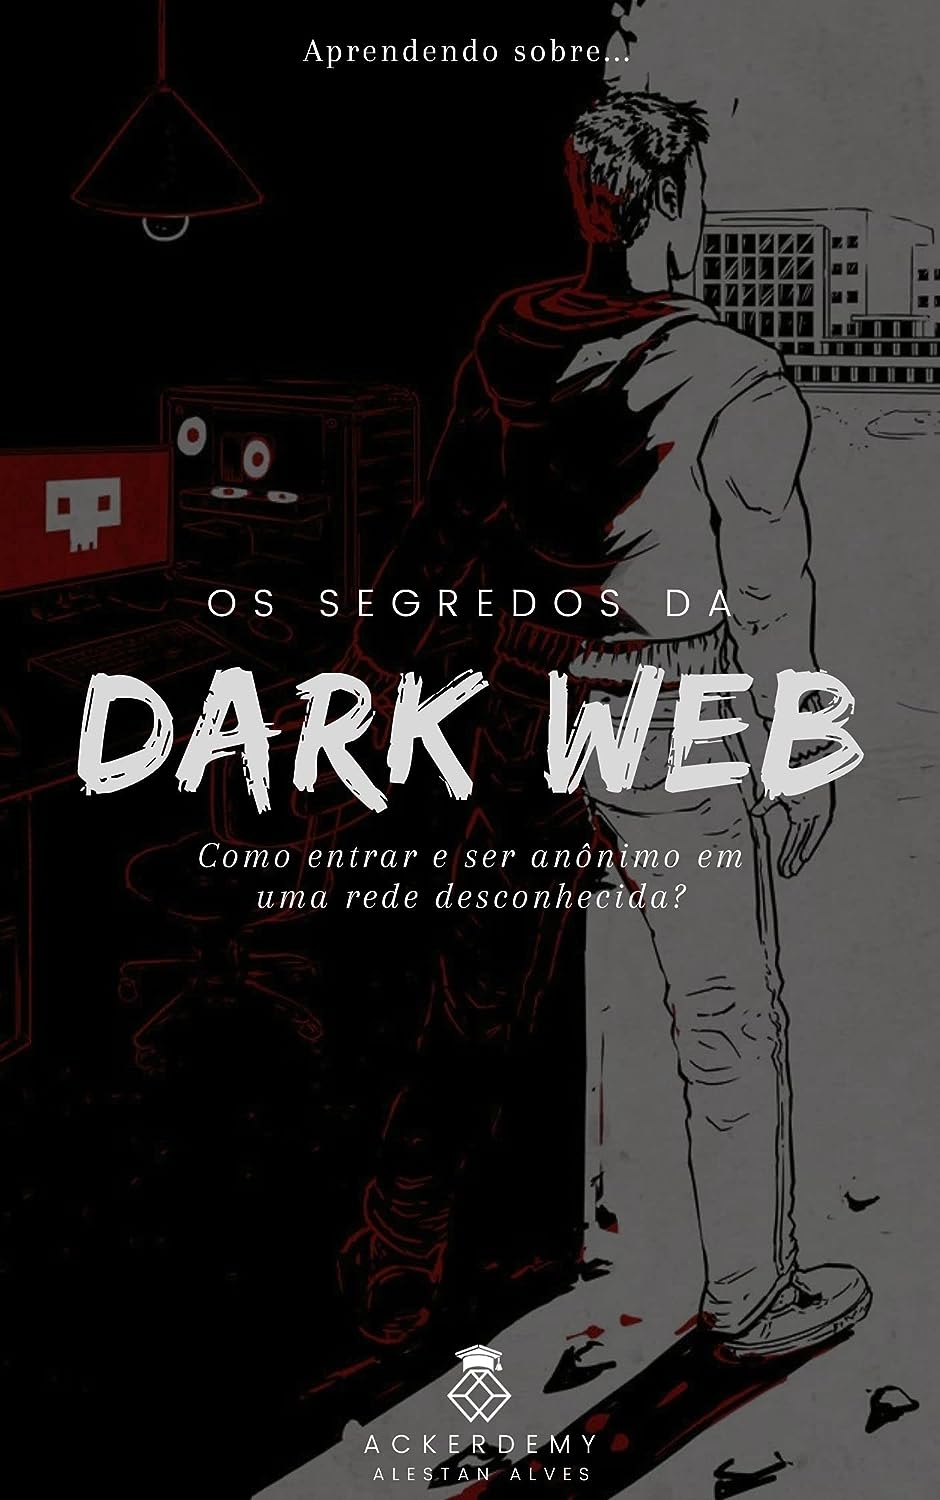 Aprendendo sobre...
OS SEGREDOS DA
DARK WEB
Como entrar e ser anônimo em
uma rede desconhecida?
ACKERDEMY
ALESTAN ALVES